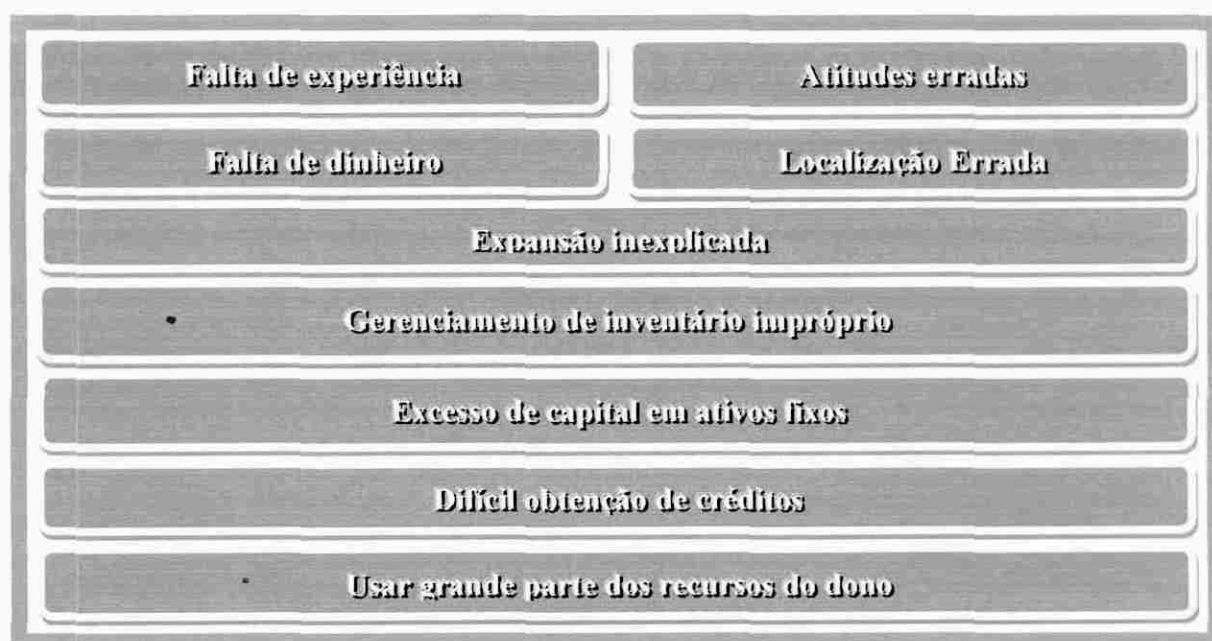 Falta de experiência
Atitudes erradas
Falta de dinheiro
Localização Errada
Expansão inexplicada
Gerenciamento de inventário impróprio
Excesso de capital em ativos fixos
Difícil obtenção de créditos
Usar grande parte dos recursos do dono